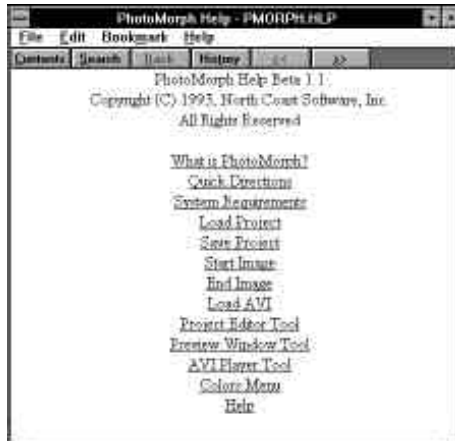 PhotoMorph Help - PMORPH.HLP
File Edit Bookmark Help
Contents Search Back History << >>
PhotoMorph Help Beta 1.1
Copyright (C) 1993, North Coast Software, Inc.
All Rights Reserved
What is PhotoMorph?
Quick Directions
System Requirements
Load Project
Save Project
Start Image
End Image
Load AVI
Project Editor Tool
Preview Window Tool
AVI Player Tool
Colors Menu
Help